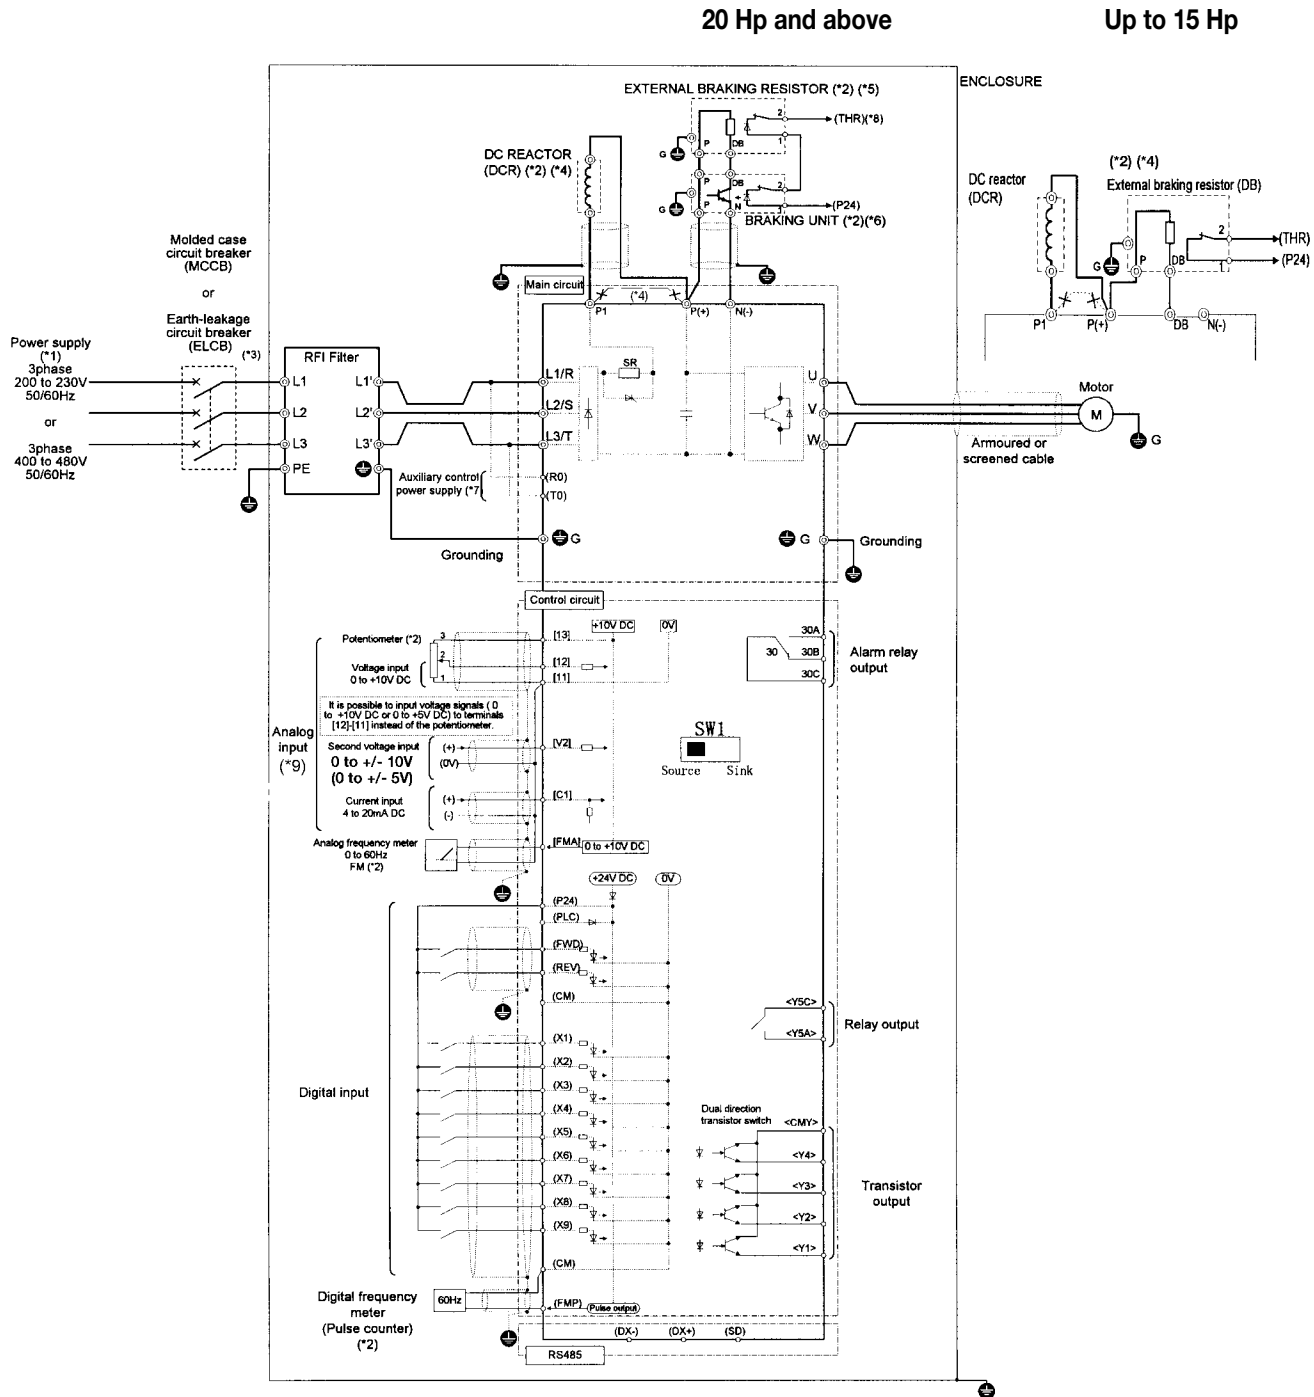 20 Hp and above
Up to 15 Hp
ENCLOSURE
EXTERNAL BRAKING RESISTOR (*2) (*5)
2
(THR)(*8)
1
P
DB
G
DC REACTOR
(DCR) (*2) (*4)
P
DB
G
P
N
(P24)
BRAKING UNIT (*2)(*6)
(*2) (*4)
DC reactor
(DCR)
External braking resistor (DB)
2
(THR)
(P24)
1
G
P
DB
P1
P(+)
DB
N(-)
Molded case
circuit breaker
(MCCB)
or
Earth-leakage
circuit breaker
(ELCB)
(*3)
Main circuit
(*4)
P1
P(+)
N(-)
Power supply
(*1)
3phase
200 to 230V
50/60Hz
or
3phase
400 to 480V
50/60Hz
RFI Filter
L1
L1'
L2
L2'
L3
L3'
PE
L1/R
L2/S
L3/T
SR
U
V
W
Motor
M
G
Armoured or
screened cable
Auxiliary control
power supply (*7)
(R0)
(T0)
G
G
Grounding
Grounding
Control circuit
Potentiometer (*2)
3
2
1
[13]
[12]
[11]
+10V DC
0V
Voltage input
0 to +10V DC
30A
30
30B
30C
Alarm relay
output
It is possible to input voltage signals ( 0
to +10V DC or 0 to +5V DC) to terminals
[12]-[11] instead of the potentiometer.
Analog
input
(*9)
Second voltage input
0 to +/- 10V
(0 to +/- 5V)
(+)
(0V)
[V2]
SW1
Source
Sink
Current input
4 to 20mA DC
(+)
(-)
[C1]
Analog frequency meter
0 to 60Hz
FM (*2)
[FMA]
0 to +10V DC
+24V DC
0V
(P24)
(PLC)
(FWD)
(REV)
(CM)
<Y5C>
<Y5A>
Relay output
Digital input
(X1)
(X2)
(X3)
(X4)
(X5)
(X6)
(X7)
(X8)
(X9)
(CM)
Dual direction
transistor switch
<CMY>
<Y4>
<Y3>
<Y2>
<Y1>
Transistor
output
Digital frequency
meter
(Pulse counter)
(*2)
60Hz
(FMP)
Pulse output
(DX-)
(DX+)
(SD)
RS485